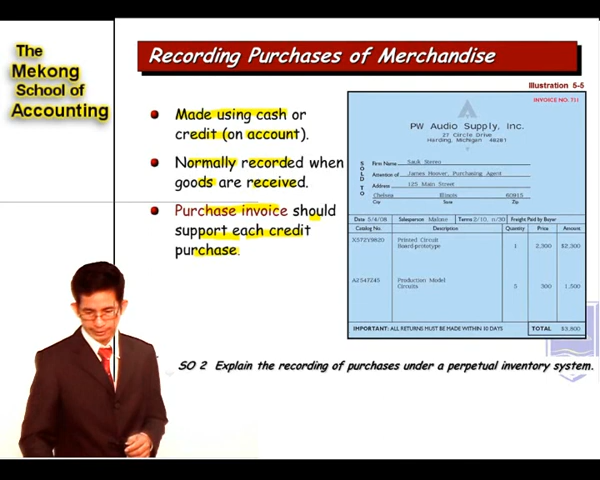 The
Mekong
School of
Accounting
Recording Purchases of Merchandise
Illustration 5-5
Made using cash or
credit (on account).
Normally recorded when
goods are received.
Purchase invoice should
support each credit
purchase.
INVOICE NO. 731
PW Audio Supply, Inc.
27 Circle Drive
Harding, Michigan 48281
SOLD TO
Firm Name Sauk Stereo
Attention of James Hoover, Purchasing Agent
Address 125 Main Street
Chelsea Illinois 60915
City State Zip
Date 5/4/08 Salesperson Malone Terms 2/10, n/30 Freight Paid by Buyer
Catalog No. Description Quantity Price Amount
X572Y9820 Printed Circuit
Board-prototype 1 2,300 $2,300
A2547Z45 Production Model
Circuits 5 300 1,500
IMPORTANT: ALL RETURNS MUST BE MADE WITHIN 10 DAYS TOTAL $3,800
SO 2 Explain the recording of purchases under a perpetual inventory system.